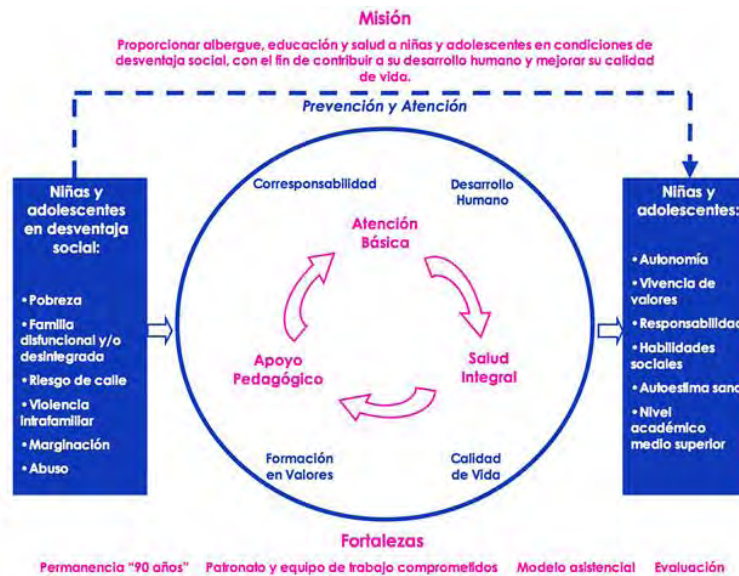 Misión
Proporcionar albergue, educación y salud a niñas y adolescentes en condiciones de
desventaja social, con el fin de contribuir a su desarrollo humano y mejorar su calidad
de vida.
Prevención y Atención
Niñas y
adolescentes
en desventaja
social:
• Pobreza
• Familia
disfuncional y/o
desintegrada
• Riesgo de calle
• Violencia
intrafamiliar
• Marginación
• Abuso
Corresponsabilidad
Desarrollo
Humano
Atención
Básica
Apoyo
Pedagógico
Salud
Integral
Formación
en Valores
Calidad
de Vida
Niñas y
adolescentes:
• Autonomía
• Vivencia de
valores
• Responsabilidad
• Habilidades
sociales
• Autoestima sana
• Nivel
académico
medio superior
Fortalezas
Permanencia "90 años" Patronato y equipo de trabajo comprometidos Modelo asistencial Evaluación